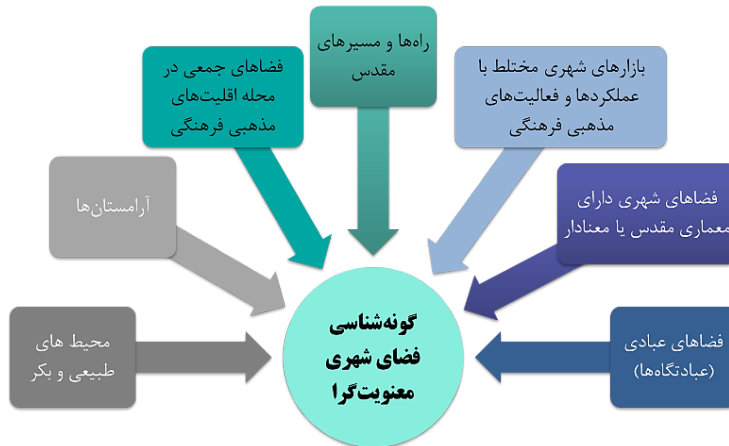 راه‌ها و مسیرهای
مقدس
بازارهای شهری مختلط با
عملکردها و فعالیت‌های
مذهبی فرهنگی
فضاهای جمعی در
محله اقلیت‌های
مذهبی فرهنگی
فضاهای شهری دارای
معماری مقدس یا معنادار
آرامستان‌ها
فضاهای عبادی
(عبادتگاه‌ها)
محیط های
طبیعی و بکر
گونه‌شناسی
فضای شهری
معنویت‌گرا